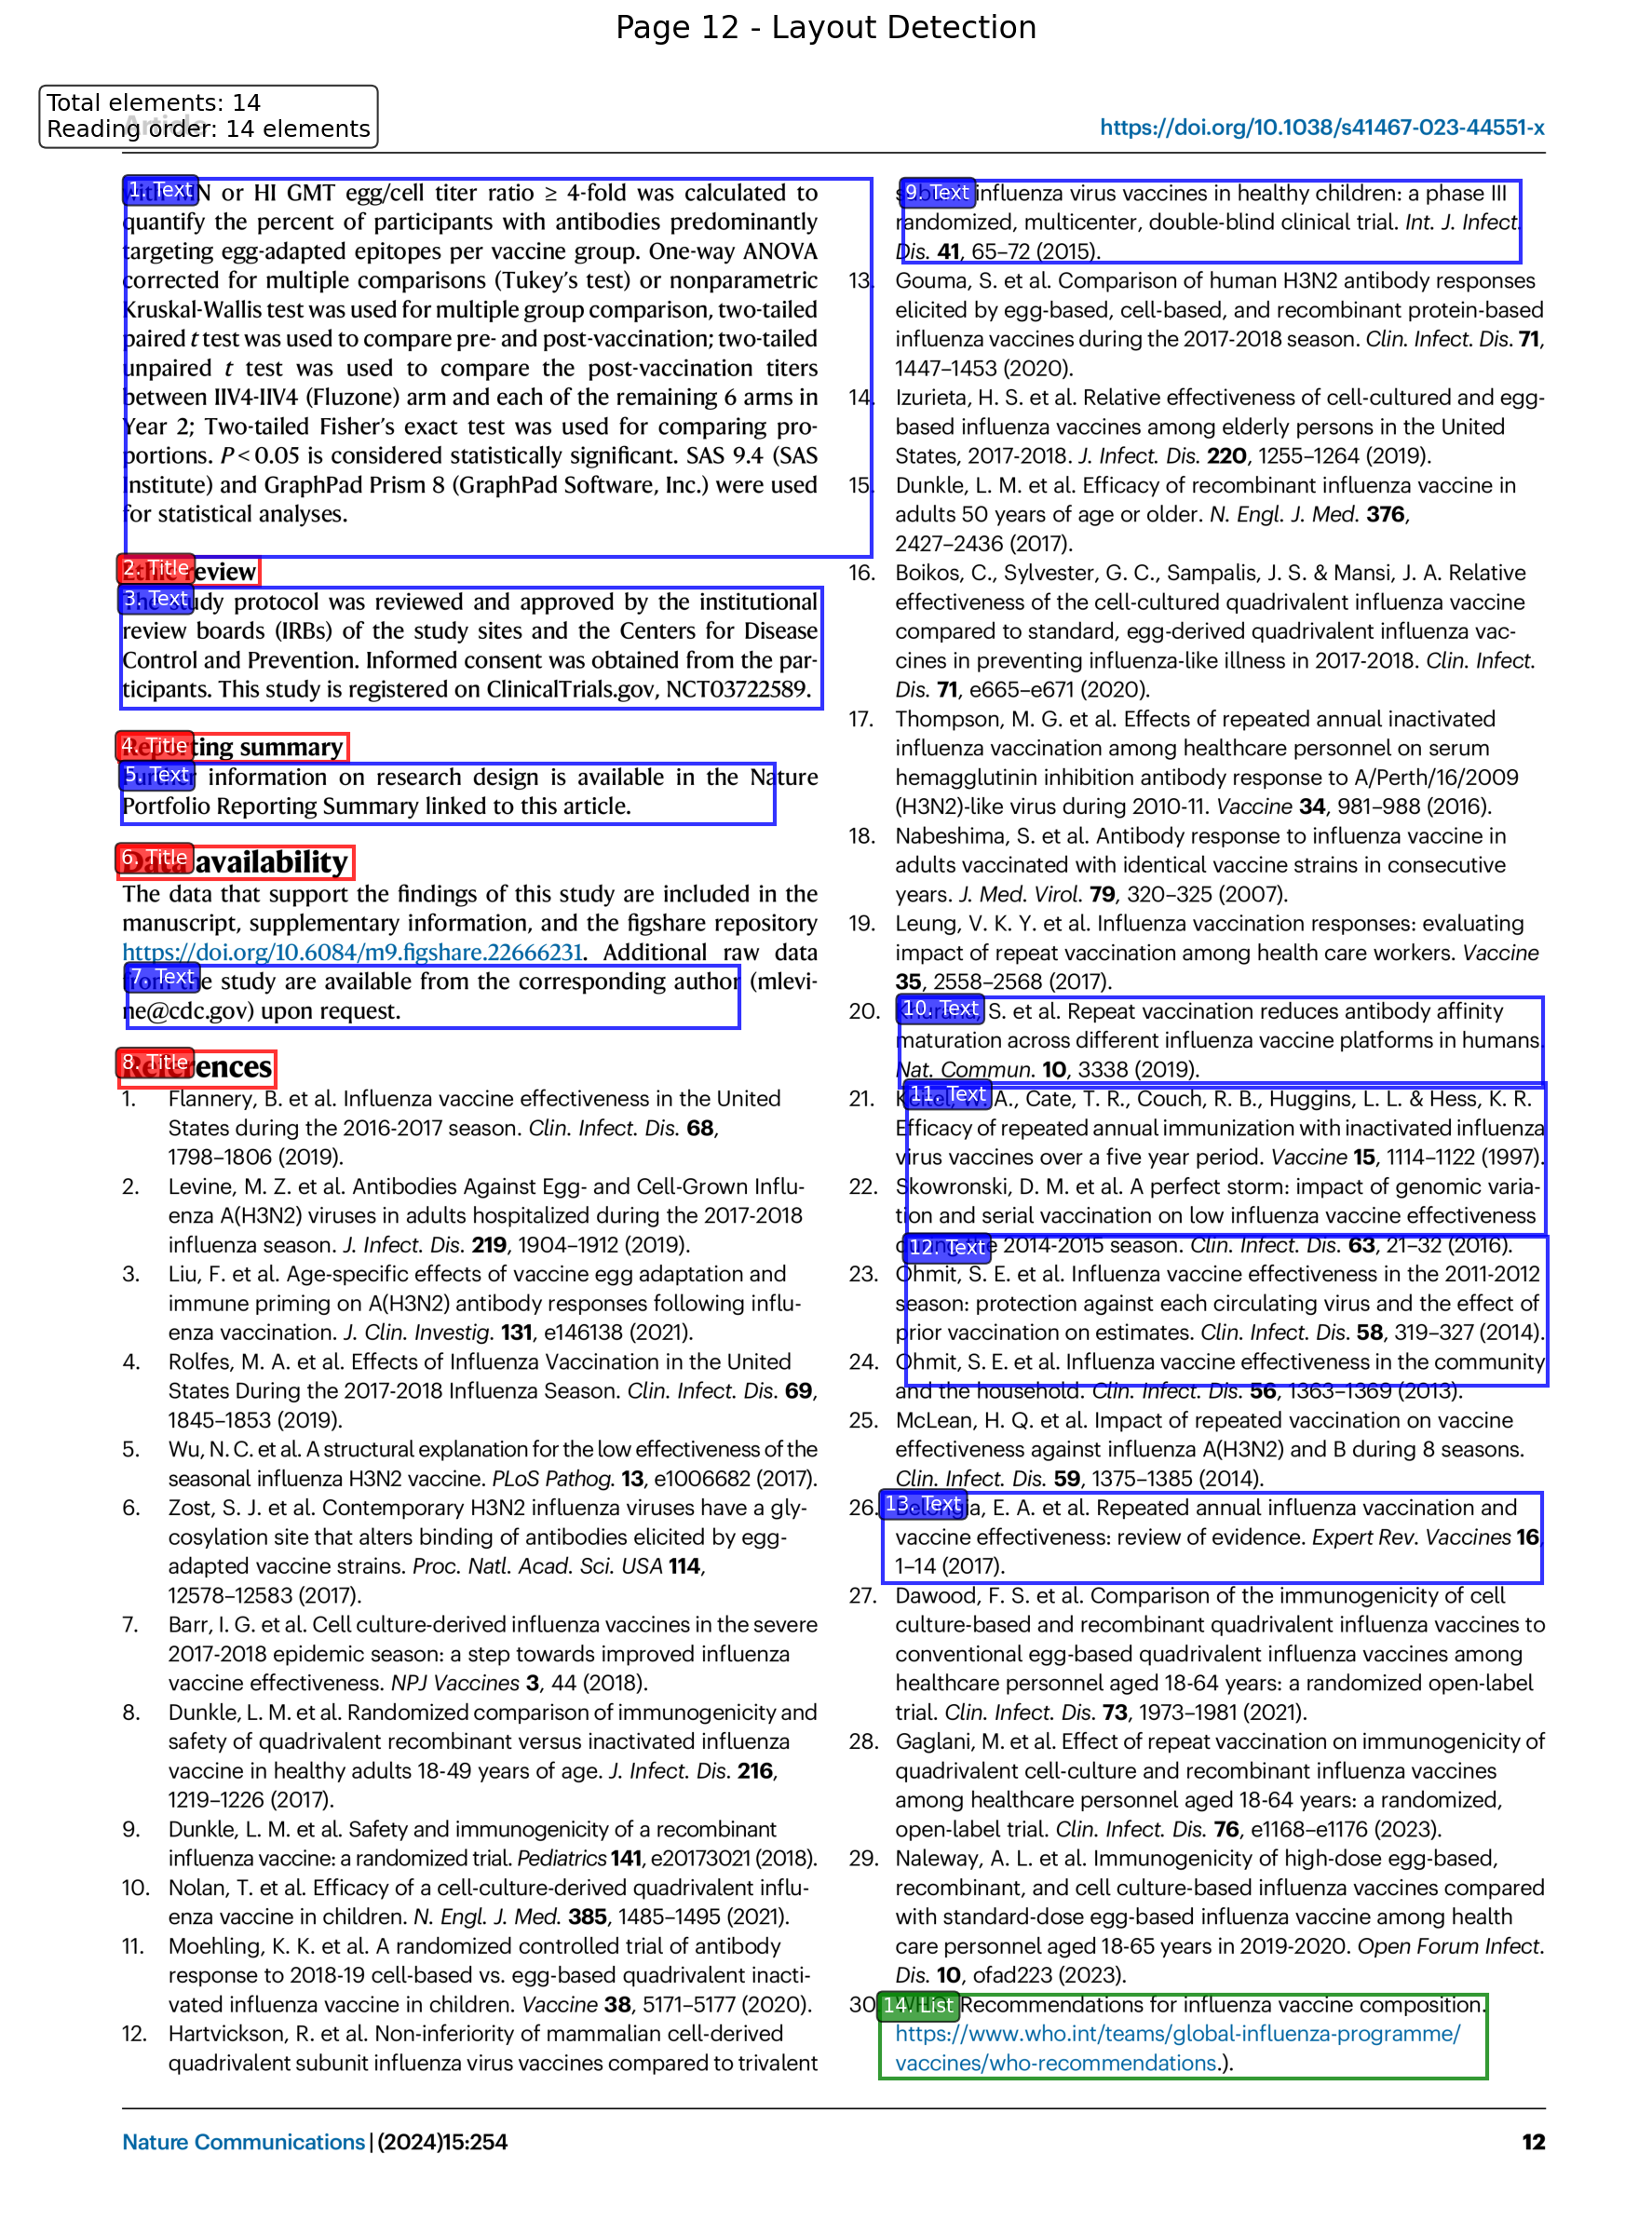 Page 12 - Layout Detection
Total elements: 14
Reading order: 14 elements
Article
https://doi.org/10.1038/s41467-023-44551-x
1. Text
with MN or HI GMT egg/cell titer ratio ≥ 4-fold was calculated to
quantify the percent of participants with antibodies predominantly
targeting egg-adapted epitopes per vaccine group. One-way ANOVA
corrected for multiple comparisons (Tukey's test) or nonparametric
Kruskal-Wallis test was used for multiple group comparison, two-tailed
paired t test was used to compare pre- and post-vaccination; two-tailed
unpaired t test was used to compare the post-vaccination titers
between IIV4-IIV4 (Fluzone) arm and each of the remaining 6 arms in
Year 2; Two-tailed Fisher's exact test was used for comparing pro-
portions. P < 0.05 is considered statistically significant. SAS 9.4 (SAS
Institute) and GraphPad Prism 8 (GraphPad Software, Inc.) were used
for statistical analyses.
2. Title
Ethic review
3. Text
The study protocol was reviewed and approved by the institutional
review boards (IRBs) of the study sites and the Centers for Disease
Control and Prevention. Informed consent was obtained from the par-
ticipants. This study is registered on ClinicalTrials.gov, NCT03722589.
4. Title
Reporting summary
5. Text
Further information on research design is available in the Nature
Portfolio Reporting Summary linked to this article.
6. Title
Data availability
The data that support the findings of this study are included in the
manuscript, supplementary information, and the figshare repository
https://doi.org/10.6084/m9.figshare.22666231. Additional raw data
7. Text
from the study are available from the corresponding author (mlevi-
ne@cdc.gov) upon request.
8. Title
References
1. Flannery, B. et al. Influenza vaccine effectiveness in the United
States during the 2016-2017 season. Clin. Infect. Dis. 68,
1798–1806 (2019).
2. Levine, M. Z. et al. Antibodies Against Egg- and Cell-Grown Influ-
enza A(H3N2) viruses in adults hospitalized during the 2017-2018
influenza season. J. Infect. Dis. 219, 1904–1912 (2019).
3. Liu, F. et al. Age-specific effects of vaccine egg adaptation and
immune priming on A(H3N2) antibody responses following influ-
enza vaccination. J. Clin. Investig. 131, e146138 (2021).
4. Rolfes, M. A. et al. Effects of Influenza Vaccination in the United
States During the 2017-2018 Influenza Season. Clin. Infect. Dis. 69,
1845–1853 (2019).
5. Wu, N. C. et al. A structural explanation for the low effectiveness of the
seasonal influenza H3N2 vaccine. PLoS Pathog. 13, e1006682 (2017).
6. Zost, S. J. et al. Contemporary H3N2 influenza viruses have a gly-
cosylation site that alters binding of antibodies elicited by egg-
adapted vaccine strains. Proc. Natl. Acad. Sci. USA 114,
12578–12583 (2017).
7. Barr, I. G. et al. Cell culture-derived influenza vaccines in the severe
2017-2018 epidemic season: a step towards improved influenza
vaccine effectiveness. NPJ Vaccines 3, 44 (2018).
8. Dunkle, L. M. et al. Randomized comparison of immunogenicity and
safety of quadrivalent recombinant versus inactivated influenza
vaccine in healthy adults 18-49 years of age. J. Infect. Dis. 216,
1219–1226 (2017).
9. Dunkle, L. M. et al. Safety and immunogenicity of a recombinant
influenza vaccine: a randomized trial. Pediatrics 141, e20173021 (2018).
10. Nolan, T. et al. Efficacy of a cell-culture-derived quadrivalent influ-
enza vaccine in children. N. Engl. J. Med. 385, 1485–1495 (2021).
11. Moehling, K. K. et al. A randomized controlled trial of antibody
response to 2018-19 cell-based vs. egg-based quadrivalent inacti-
vated influenza vaccine in children. Vaccine 38, 5171–5177 (2020).
12. Hartvickson, R. et al. Non-inferiority of mammalian cell-derived
quadrivalent subunit influenza virus vaccines compared to trivalent
9. Text
subunit influenza virus vaccines in healthy children: a phase III
randomized, multicenter, double-blind clinical trial. Int. J. Infect.
Dis. 41, 65–72 (2015).
13. Gouma, S. et al. Comparison of human H3N2 antibody responses
elicited by egg-based, cell-based, and recombinant protein-based
influenza vaccines during the 2017-2018 season. Clin. Infect. Dis. 71,
1447–1453 (2020).
14. Izurieta, H. S. et al. Relative effectiveness of cell-cultured and egg-
based influenza vaccines among elderly persons in the United
States, 2017-2018. J. Infect. Dis. 220, 1255–1264 (2019).
15. Dunkle, L. M. et al. Efficacy of recombinant influenza vaccine in
adults 50 years of age or older. N. Engl. J. Med. 376,
2427–2436 (2017).
16. Boikos, C., Sylvester, G. C., Sampalis, J. S. & Mansi, J. A. Relative
effectiveness of the cell-cultured quadrivalent influenza vaccine
compared to standard, egg-derived quadrivalent influenza vac-
cines in preventing influenza-like illness in 2017-2018. Clin. Infect.
Dis. 71, e665–e671 (2020).
17. Thompson, M. G. et al. Effects of repeated annual inactivated
influenza vaccination among healthcare personnel on serum
hemagglutinin inhibition antibody response to A/Perth/16/2009
(H3N2)-like virus during 2010-11. Vaccine 34, 981–988 (2016).
18. Nabeshima, S. et al. Antibody response to influenza vaccine in
adults vaccinated with identical vaccine strains in consecutive
years. J. Med. Virol. 79, 320–325 (2007).
19. Leung, V. K. Y. et al. Influenza vaccination responses: evaluating
impact of repeat vaccination among health care workers. Vaccine
35, 2558–2568 (2017).
10. Text
20. Khurana, S. et al. Repeat vaccination reduces antibody affinity
maturation across different influenza vaccine platforms in humans.
Nat. Commun. 10, 3338 (2019).
11. Text
21. Keitel, W. A., Cate, T. R., Couch, R. B., Huggins, L. L. & Hess, K. R.
Efficacy of repeated annual immunization with inactivated influenza
virus vaccines over a five year period. Vaccine 15, 1114–1122 (1997).
22. Skowronski, D. M. et al. A perfect storm: impact of genomic varia-
tion and serial vaccination on low influenza vaccine effectiveness
12. Text
during the 2014-2015 season. Clin. Infect. Dis. 63, 21–32 (2016).
23. Ohmit, S. E. et al. Influenza vaccine effectiveness in the 2011-2012
season: protection against each circulating virus and the effect of
prior vaccination on estimates. Clin. Infect. Dis. 58, 319–327 (2014).
24. Ohmit, S. E. et al. Influenza vaccine effectiveness in the community
and the household. Clin. Infect. Dis. 56, 1363–1369 (2013).
25. McLean, H. Q. et al. Impact of repeated vaccination on vaccine
effectiveness against influenza A(H3N2) and B during 8 seasons.
Clin. Infect. Dis. 59, 1375–1385 (2014).
13. Text
26. Belongia, E. A. et al. Repeated annual influenza vaccination and
vaccine effectiveness: review of evidence. Expert Rev. Vaccines 16,
1–14 (2017).
27. Dawood, F. S. et al. Comparison of the immunogenicity of cell
culture-based and recombinant quadrivalent influenza vaccines to
conventional egg-based quadrivalent influenza vaccines among
healthcare personnel aged 18-64 years: a randomized open-label
trial. Clin. Infect. Dis. 73, 1973–1981 (2021).
28. Gaglani, M. et al. Effect of repeat vaccination on immunogenicity of
quadrivalent cell-culture and recombinant influenza vaccines
among healthcare personnel aged 18-64 years: a randomized,
open-label trial. Clin. Infect. Dis. 76, e1168–e1176 (2023).
29. Naleway, A. L. et al. Immunogenicity of high-dose egg-based,
recombinant, and cell culture-based influenza vaccines compared
with standard-dose egg-based influenza vaccine among health
care personnel aged 18-65 years in 2019-2020. Open Forum Infect.
Dis. 10, ofad223 (2023).
14. List
30. Recommendations for influenza vaccine composition.
https://www.who.int/teams/global-influenza-programme/
vaccines/who-recommendations.).
Nature Communications | (2024)15:254
12